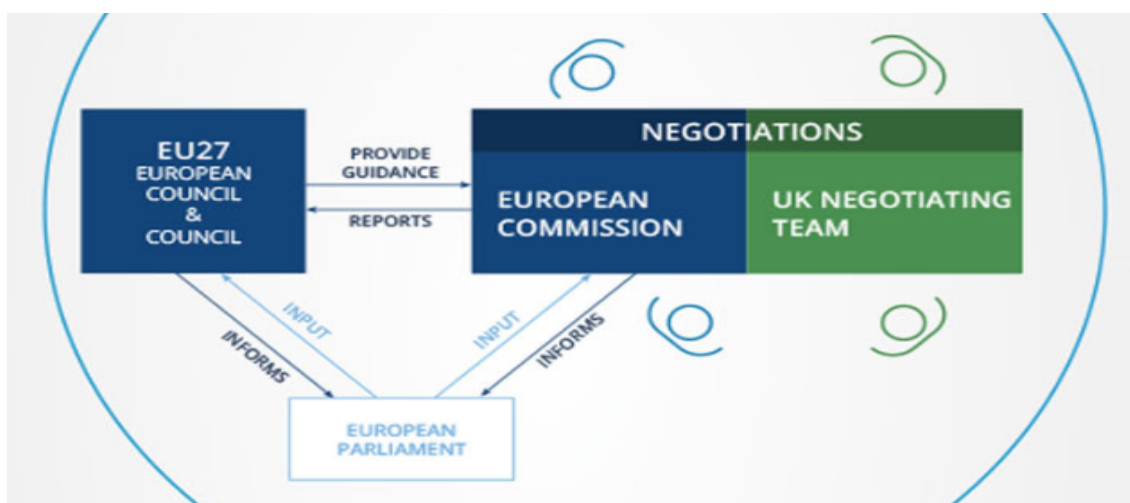 NEGOTIATIONS
EU27
EUROPEAN
COUNCIL
&
COUNCIL
PROVIDE
GUIDANCE
REPORTS
EUROPEAN
COMMISSION
UK NEGOTIATING
TEAM
INPUT
INFORMS
INPUT
INFORMS
EUROPEAN
PARLIAMENT